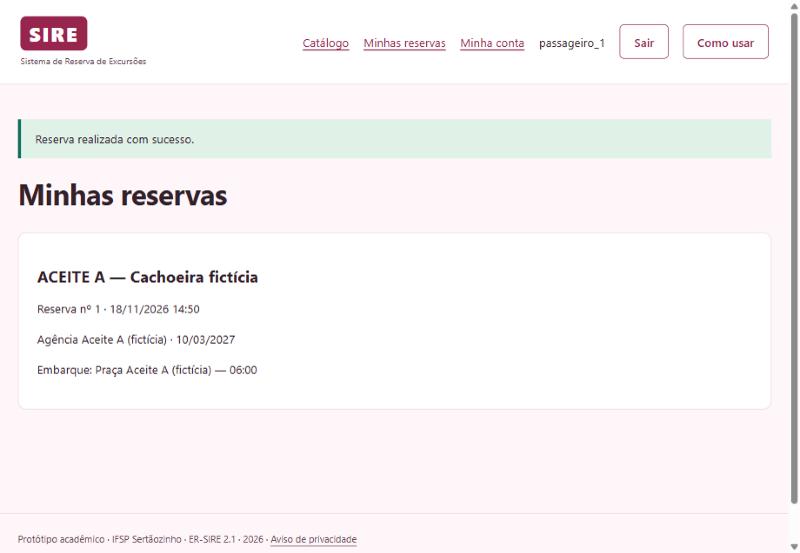 SIRE
Sistema de Reserva de Excursões
Catálogo Minhas reservas Minha conta passageiro_1 Sair Como usar
Reserva realizada com sucesso.
Minhas reservas
ACEITE A — Cachoeira fictícia
Reserva nº 1 · 18/11/2026 14:50
Agência Aceite A (fictícia) · 10/03/2027
Embarque: Praça Aceite A (fictícia) — 06:00
Protótipo acadêmico · IFSP Sertãozinho · ER-SIRE 2.1 · 2026 · Aviso de privacidade